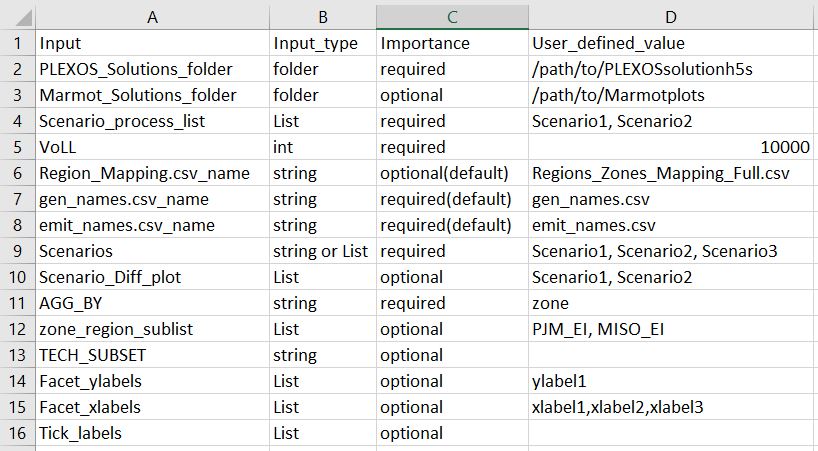 A B C D
1 Input Input_type Importance User_defined_value
2 PLEXOS_Solutions_folder folder required /path/to/PLEXOSsolutionh5s
3 Marmot_Solutions_folder folder optional /path/to/Marmotplots
4 Scenario_process_list List required Scenario1, Scenario2
5 VoLL int required 10000
6 Region_Mapping.csv_name string optional(default) Regions_Zones_Mapping_Full.csv
7 gen_names.csv_name string required(default) gen_names.csv
8 emit_names.csv_name string required(default) emit_names.csv
9 Scenarios string or List required Scenario1, Scenario2, Scenario3
10 Scenario_Diff_plot List optional Scenario1, Scenario2
11 AGG_BY string required zone
12 zone_region_sublist List optional PJM_EI, MISO_EI
13 TECH_SUBSET string optional
14 Facet_ylabels List optional ylabel1
15 Facet_xlabels List optional xlabel1,xlabel2,xlabel3
16 Tick_labels List optional